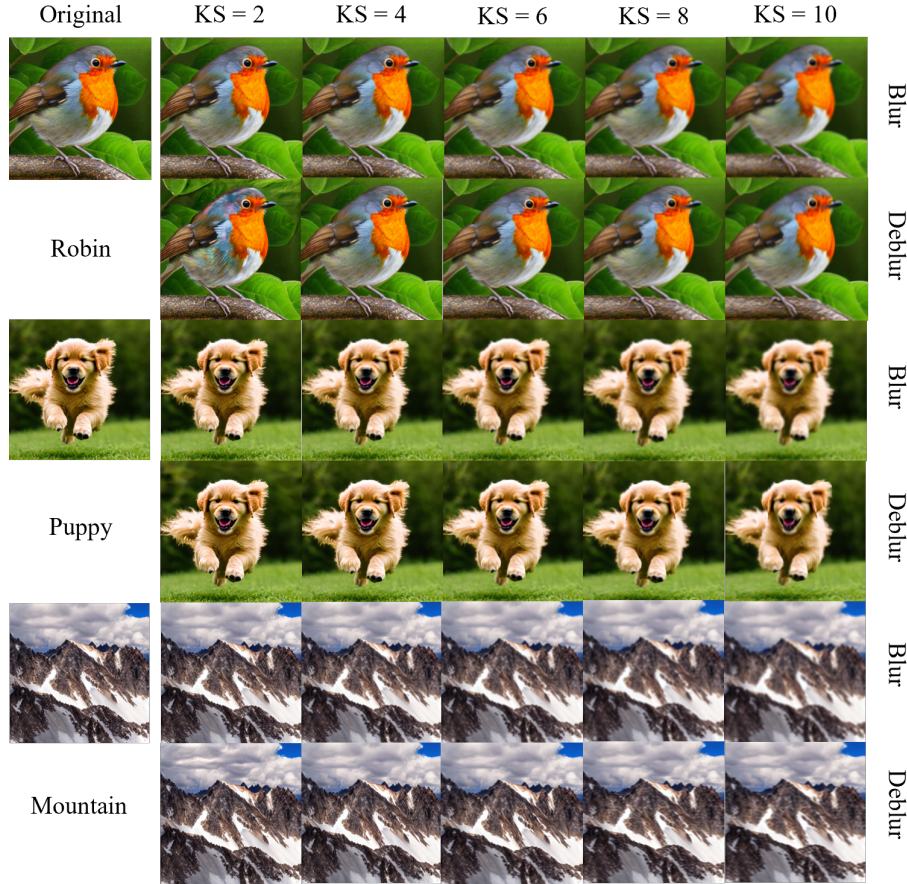 Original KS = 2 KS = 4 KS = 6 KS = 8 KS = 10
Blur
Robin
Deblur
Blur
Puppy
Deblur
Blur
Mountain
Deblur